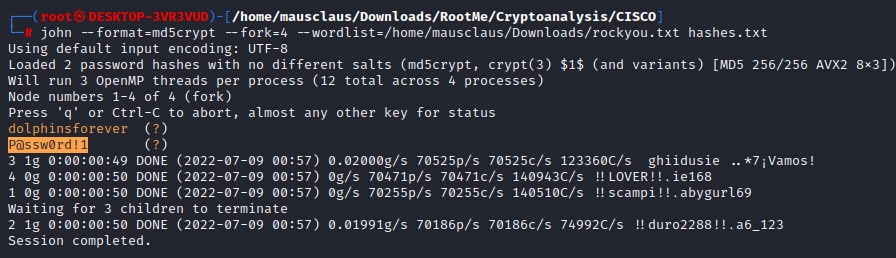 ┌──(root㉿DESKTOP-3VR3VUD)-[/home/mausclaus/Downloads/RootMe/Cryptoanalysis/CISCO]
└─# john --format=md5crypt --fork=4 --wordlist=/home/mausclaus/Downloads/rockyou.txt hashes.txt
Using default input encoding: UTF-8
Loaded 2 password hashes with no different salts (md5crypt, crypt(3) $1$ (and variants) [MD5 256/256 AVX2 8×3])
Will run 3 OpenMP threads per process (12 total across 4 processes)
Node numbers 1-4 of 4 (fork)
Press 'q' or Ctrl-C to abort, almost any other key for status
dolphinsforever  (?)
P@ssw0rd!1       (?)
3 1g 0:00:00:49 DONE (2022-07-09 00:57) 0.02000g/s 70525p/s 70525c/s 123360C/s  ghiidusie ..*7¡Vamos!
4 0g 0:00:00:50 DONE (2022-07-09 00:57) 0g/s 70471p/s 70471c/s 140943C/s !!LOVER!!.ie168
1 0g 0:00:00:50 DONE (2022-07-09 00:57) 0g/s 70255p/s 70255c/s 140510C/s !!scampi!!.abygurl69
Waiting for 3 children to terminate
2 1g 0:00:00:50 DONE (2022-07-09 00:57) 0.01991g/s 70186p/s 70186c/s 74992C/s !!duro2288!!.a6_123
Session completed.